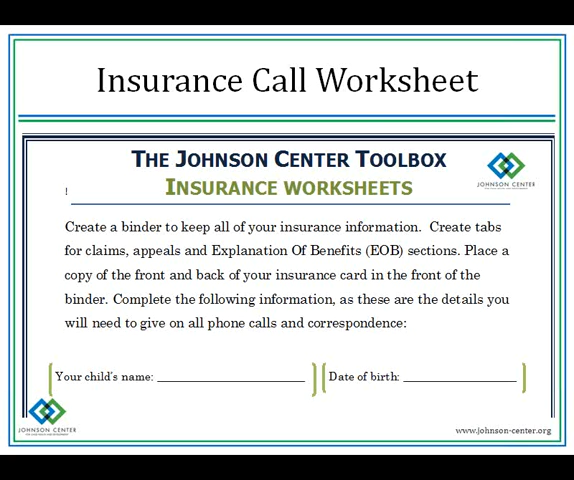 Insurance Call Worksheet
THE JOHNSON CENTER TOOLBOX
INSURANCE WORKSHEETS
JOHNSON CENTER
!
Create a binder to keep all of your insurance information. Create tabs
for claims, appeals and Explanation Of Benefits (EOB) sections. Place a
copy of the front and back of your insurance card in the front of the
binder. Complete the following information, as these are the details you
will need to give on all phone calls and correspondence:
Your child's name: ____________________ Date of birth: ________________
JOHNSON CENTER
www.johnson-center.org